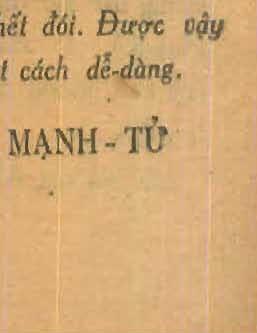 đói. Được vậy
cách dễ-dàng.
MẠNH - TỬ